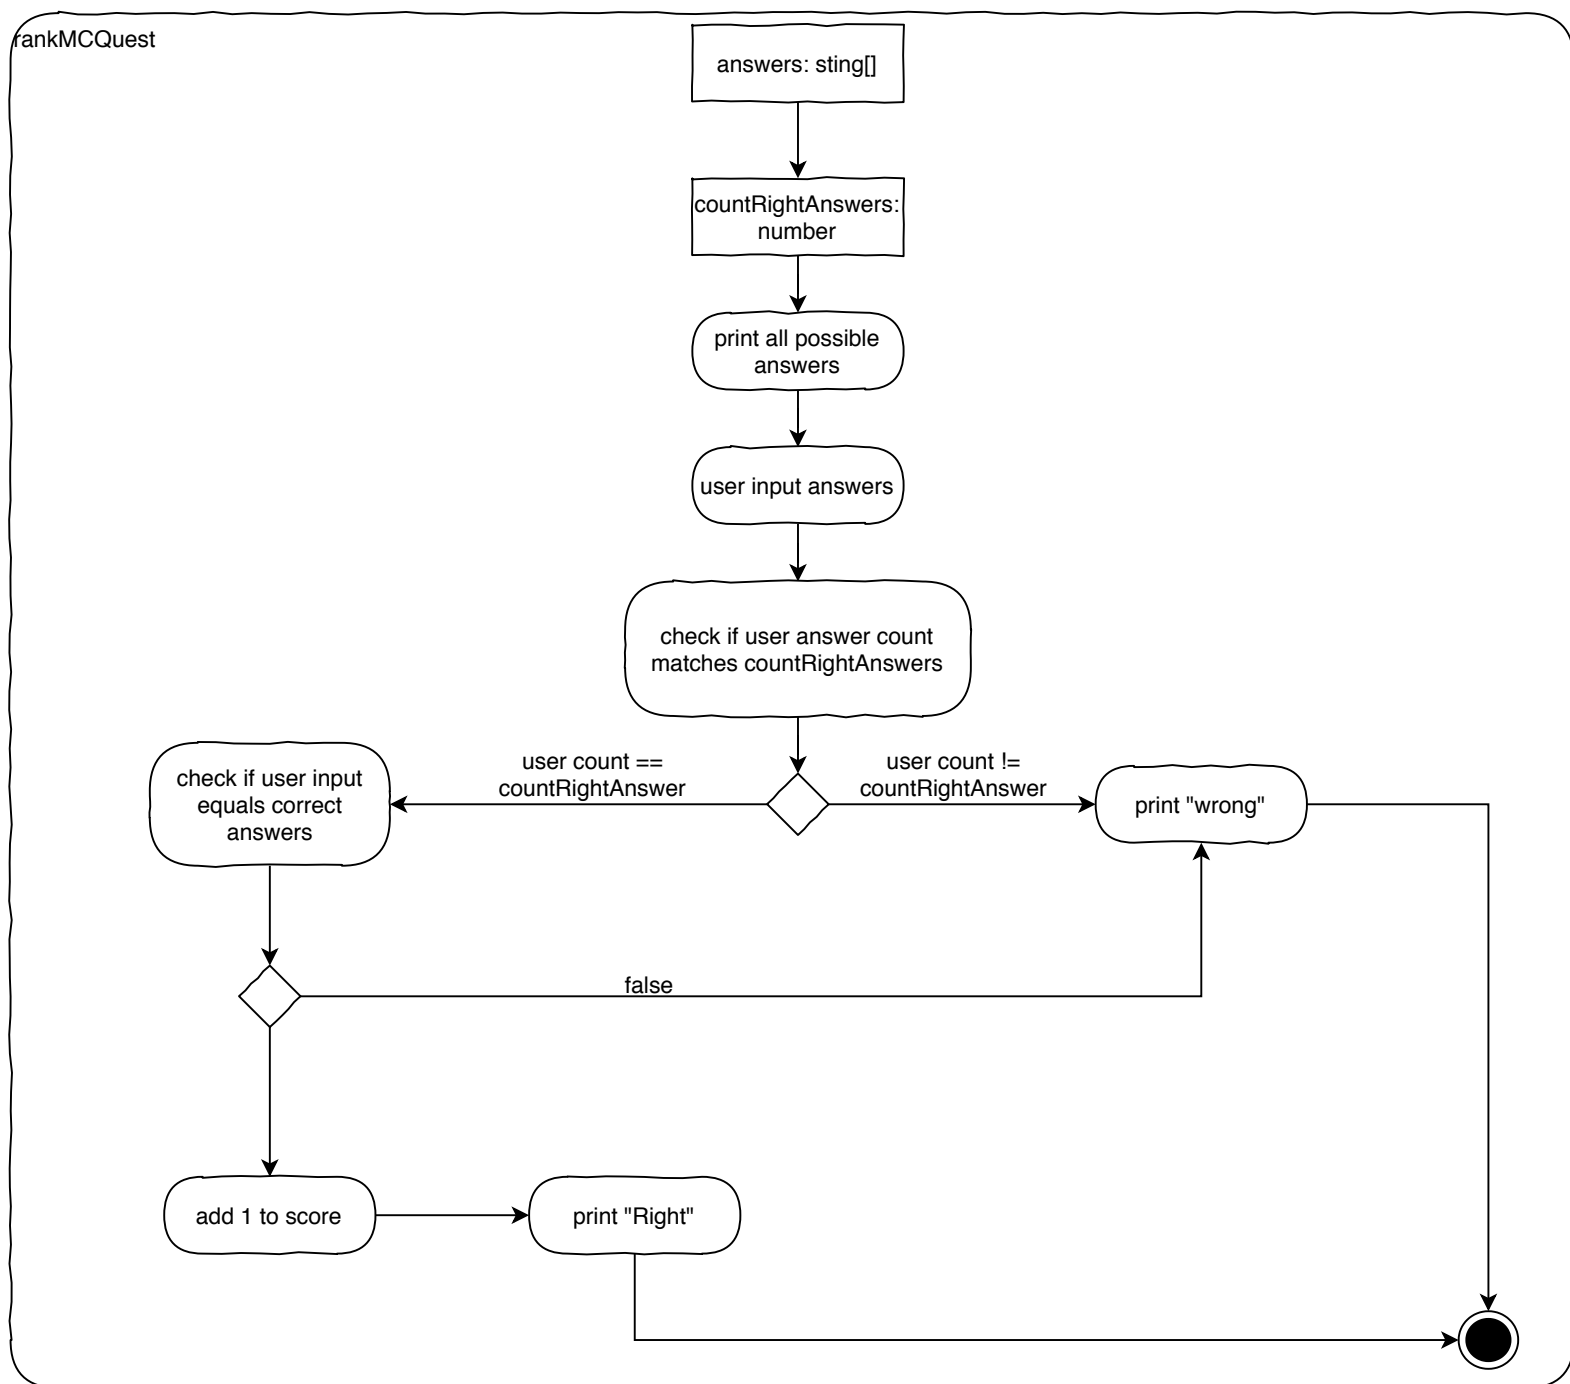 rankMCQuest
answers: sting[]
countRightAnswers:
number
print all possible
answers
user input answers
check if user answer count
matches countRightAnswers
user count ==
countRightAnswer
user count !=
countRightAnswer
check if user input
equals correct
answers
print "wrong"
false
add 1 to score
print "Right"